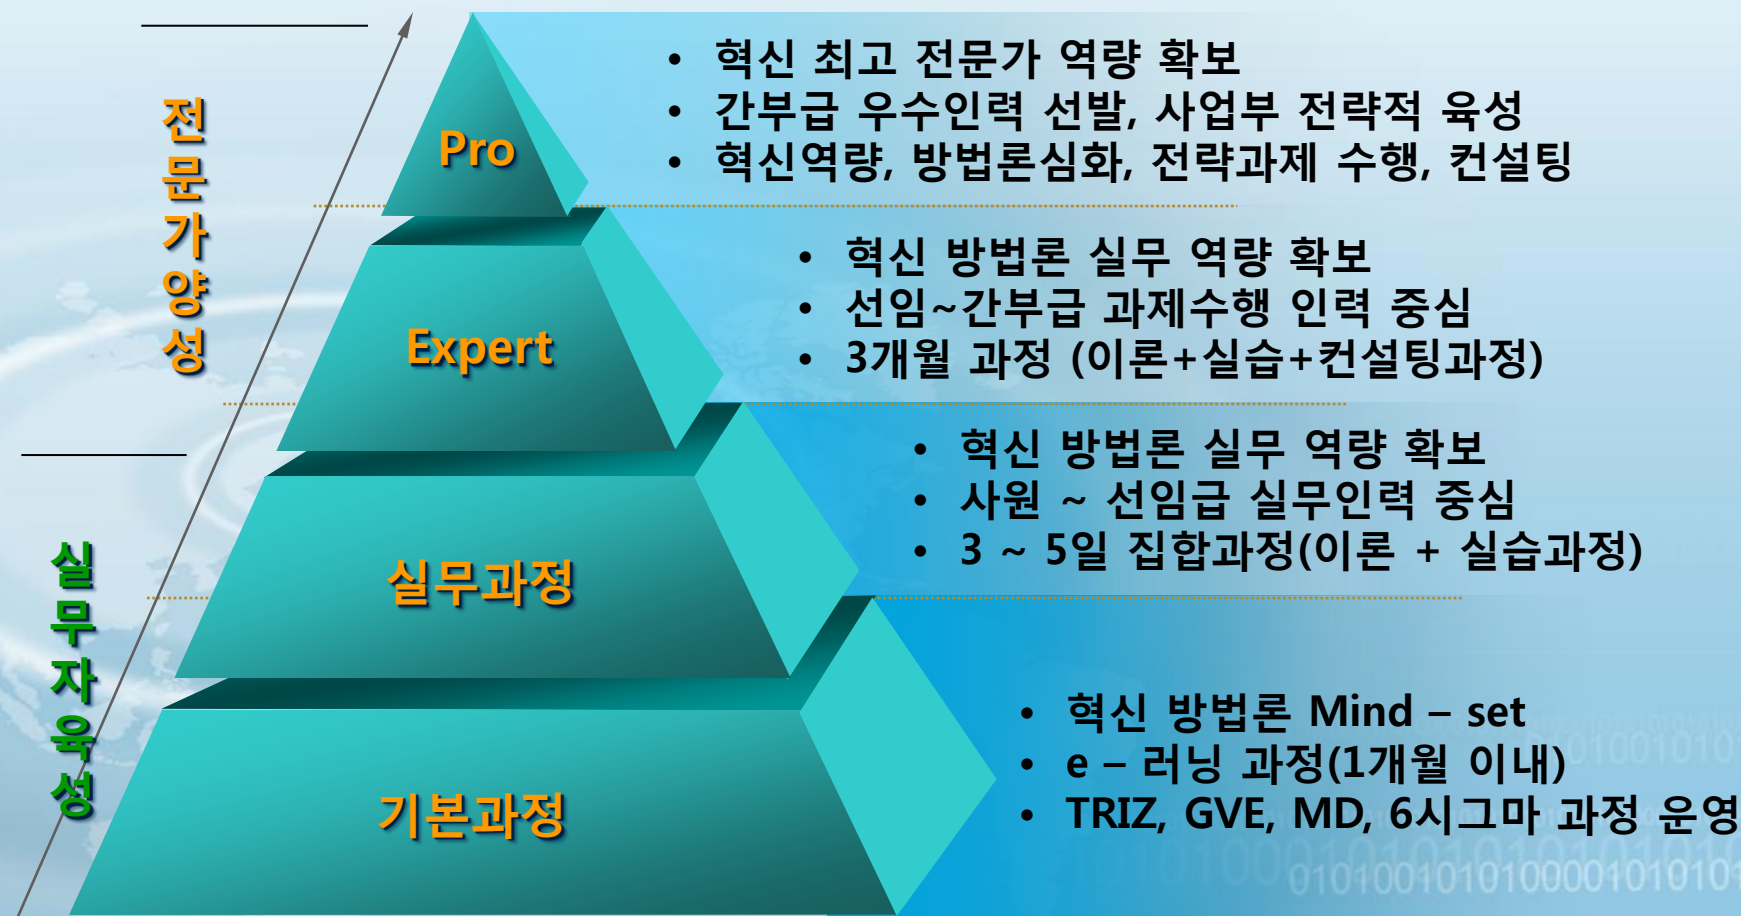 전문가양성
Pro
• 혁신 최고 전문가 역량 확보
• 간부급 우수인력 선발, 사업부 전략적 육성
• 혁신역량, 방법론심화, 전략과제 수행, 컨설팅
Expert
• 혁신 방법론 실무 역량 확보
• 선임~간부급 과제수행 인력 중심
• 3개월 과정 (이론+실습+컨설팅과정)
실무자육성
실무과정
• 혁신 방법론 실무 역량 확보
• 사원 ~ 선임급 실무인력 중심
• 3 ~ 5일 집합과정(이론 + 실습과정)
기본과정
• 혁신 방법론 Mind – set
• e – 러닝 과정(1개월 이내)
• TRIZ, GVE, MD, 6시그마 과정 운영